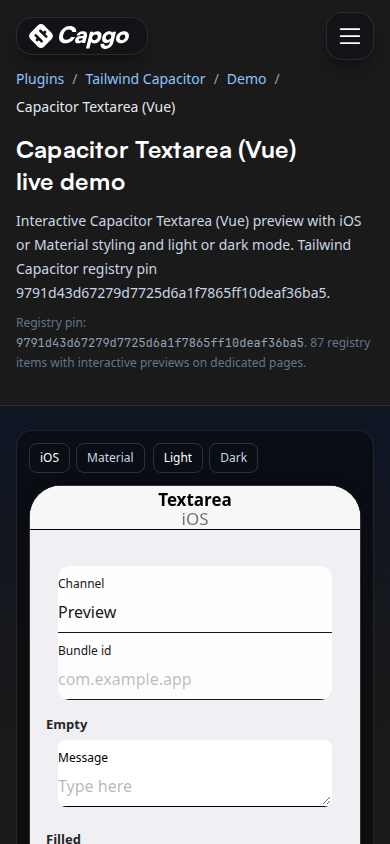 Capgo
Plugins / Tailwind Capacitor / Demo /
Capacitor Textarea (Vue)
Capacitor Textarea (Vue)
live demo
Interactive Capacitor Textarea (Vue) preview with iOS
or Material styling and light or dark mode. Tailwind
Capacitor registry pin
9791d43d67279d7725d6a1f7865ff10deaf36ba5.
Registry pin:
9791d43d67279d7725d6a1f7865ff10deaf36ba5. 87 registry
items with interactive previews on dedicated pages.
iOS Material Light Dark
Textarea
iOS
Channel
Preview
Bundle id
com.example.app
Empty
Message
Type here
Filled